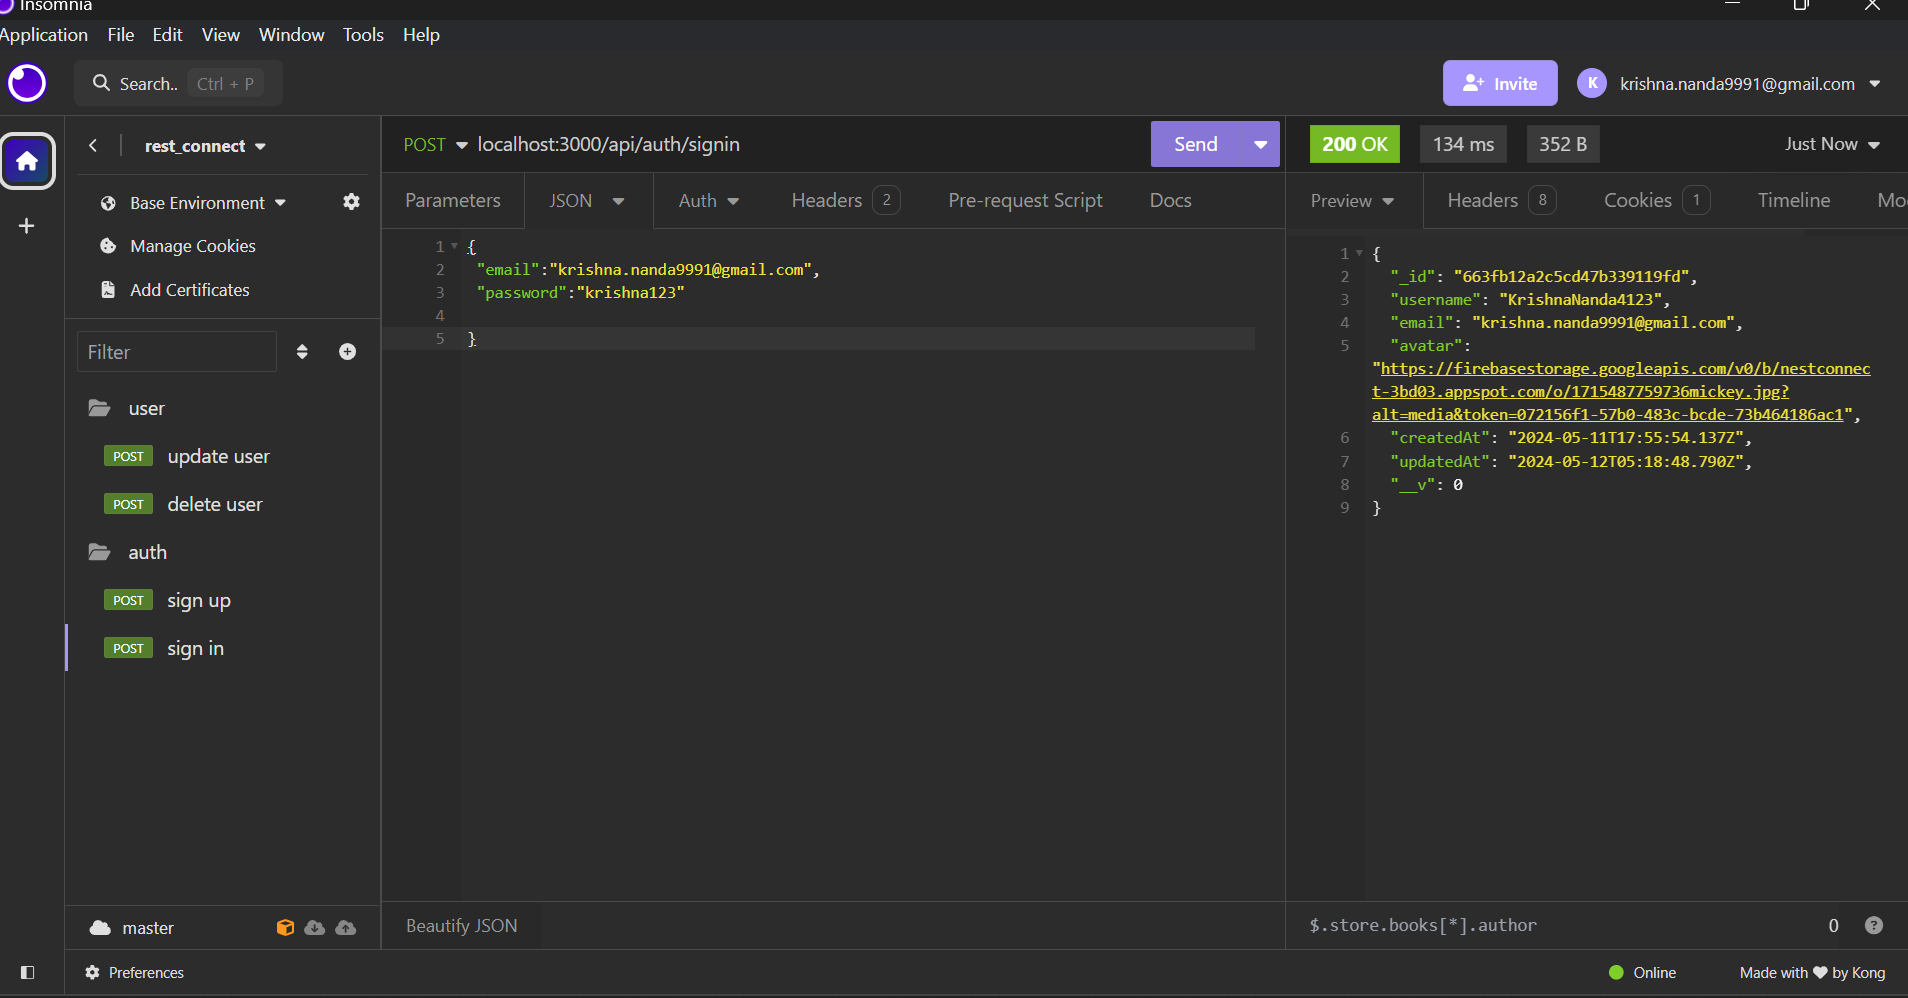 Insomnia
Application File Edit View Window Tools Help
Search.. Ctrl + P
Invite
K krishna.nanda9991@gmail.com
rest_connect
Base Environment
Manage Cookies
Add Certificates
Filter
user
POST update user
POST delete user
auth
POST sign up
POST sign in
master
POST localhost:3000/api/auth/signin
Send
Parameters JSON Auth Headers 2 Pre-request Script Docs
1 {
2 "email":"krishna.nanda9991@gmail.com",
3 "password":"krishna123"
4
5 }
Beautify JSON
200 OK 134 ms 352 B Just Now
Preview Headers 8 Cookies 1 Timeline Mo
1 {
2 "_id": "663fb12a2c5cd47b339119fd",
3 "username": "KrishnaNanda4123",
4 "email": "krishna.nanda9991@gmail.com",
5 "avatar":
"https://firebasestorage.googleapis.com/v0/b/nestconnec
t-3bd03.appspot.com/o/1715487759736mickey.jpg?
alt=media&token=072156f1-57b0-483c-bcde-73b464186ac1",
6 "createdAt": "2024-05-11T17:55:54.137Z",
7 "updatedAt": "2024-05-12T05:18:48.790Z",
8 "__v": 0
9 }
$.store.books[*].author 0 ?
Preferences
Online
Made with ❤ by Kong